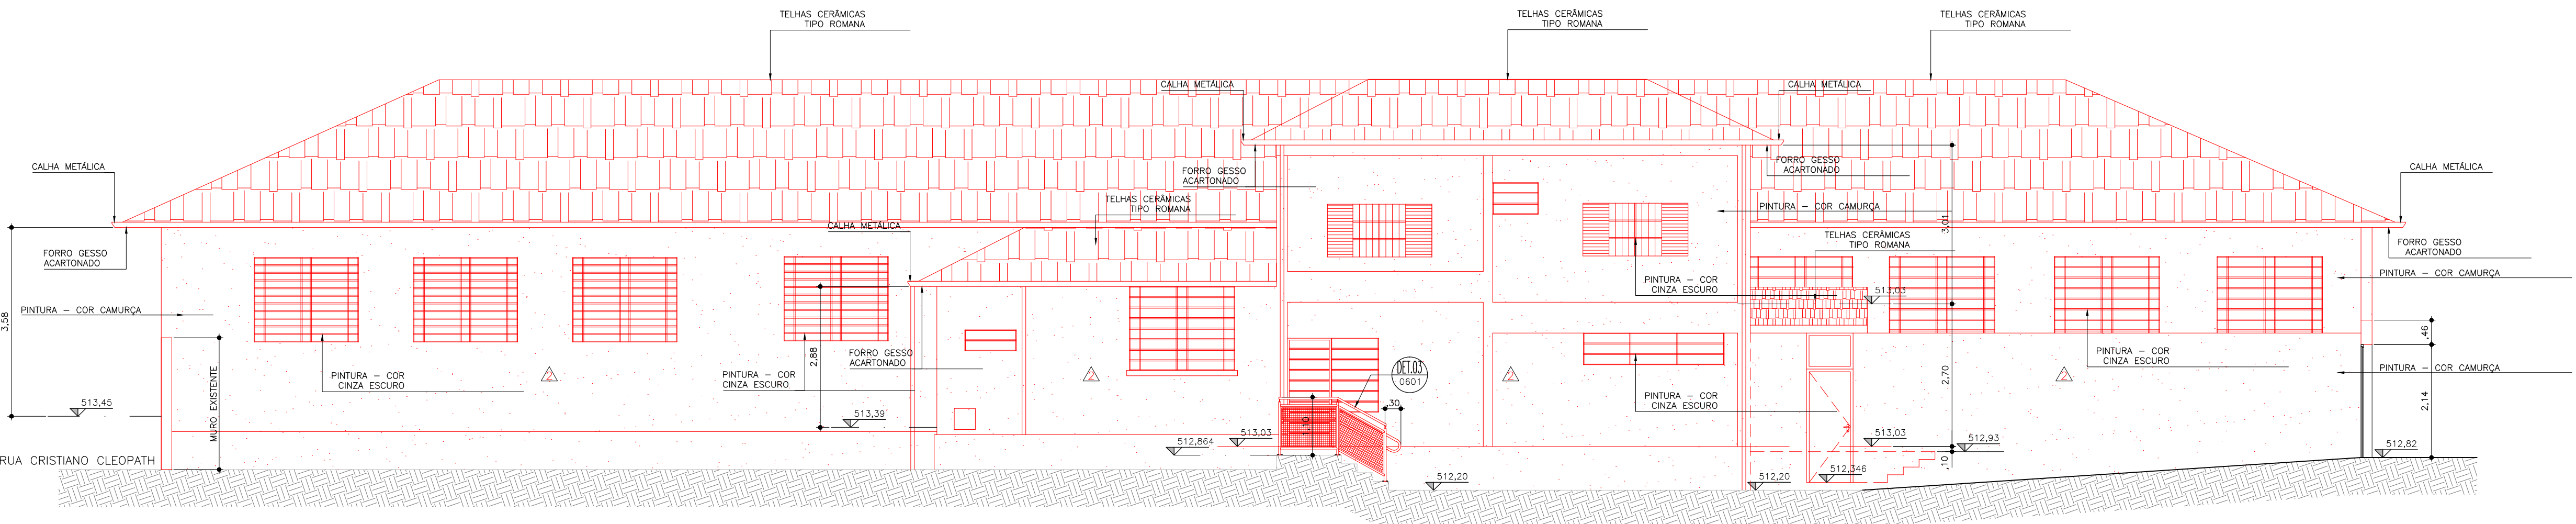 TELHAS CERÂMICAS
TIPO ROMANA
TELHAS CERÂMICAS
TIPO ROMANA
TELHAS CERÂMICAS
TIPO ROMANA
CALHA METÁLICA
CALHA METÁLICA
CALHA METÁLICA
CALHA METÁLICA
FORRO GESSO
ACARTONADO
FORRO GESSO
ACARTONADO
TELHAS CERÂMICAS
TIPO ROMANA
PINTURA – COR CAMURÇA
3,01
CALHA METÁLICA
TELHAS CERÂMICAS
TIPO ROMANA
FORRO GESSO
ACARTONADO
FORRO GESSO
ACARTONADO
PINTURA – COR CAMURÇA
PINTURA – COR
CINZA ESCURO
513,03
3,58
PINTURA – COR CAMURÇA
2,88
FORRO GESSO
ACARTONADO
,46
PINTURA – COR
CINZA ESCURO
PINTURA – COR
CINZA ESCURO
2
2
DET.03
0601
2
2
PINTURA – COR
CINZA ESCURO
PINTURA – COR CAMURÇA
2,70
2,14
PINTURA – COR
CINZA ESCURO
513,45
MURO EXISTENTE
513,39
,30
1,10
512,864
513,03
513,03
512,93
512,82
RUA CRISTIANO CLEOPATH
,10
512,20
512,20
512,346